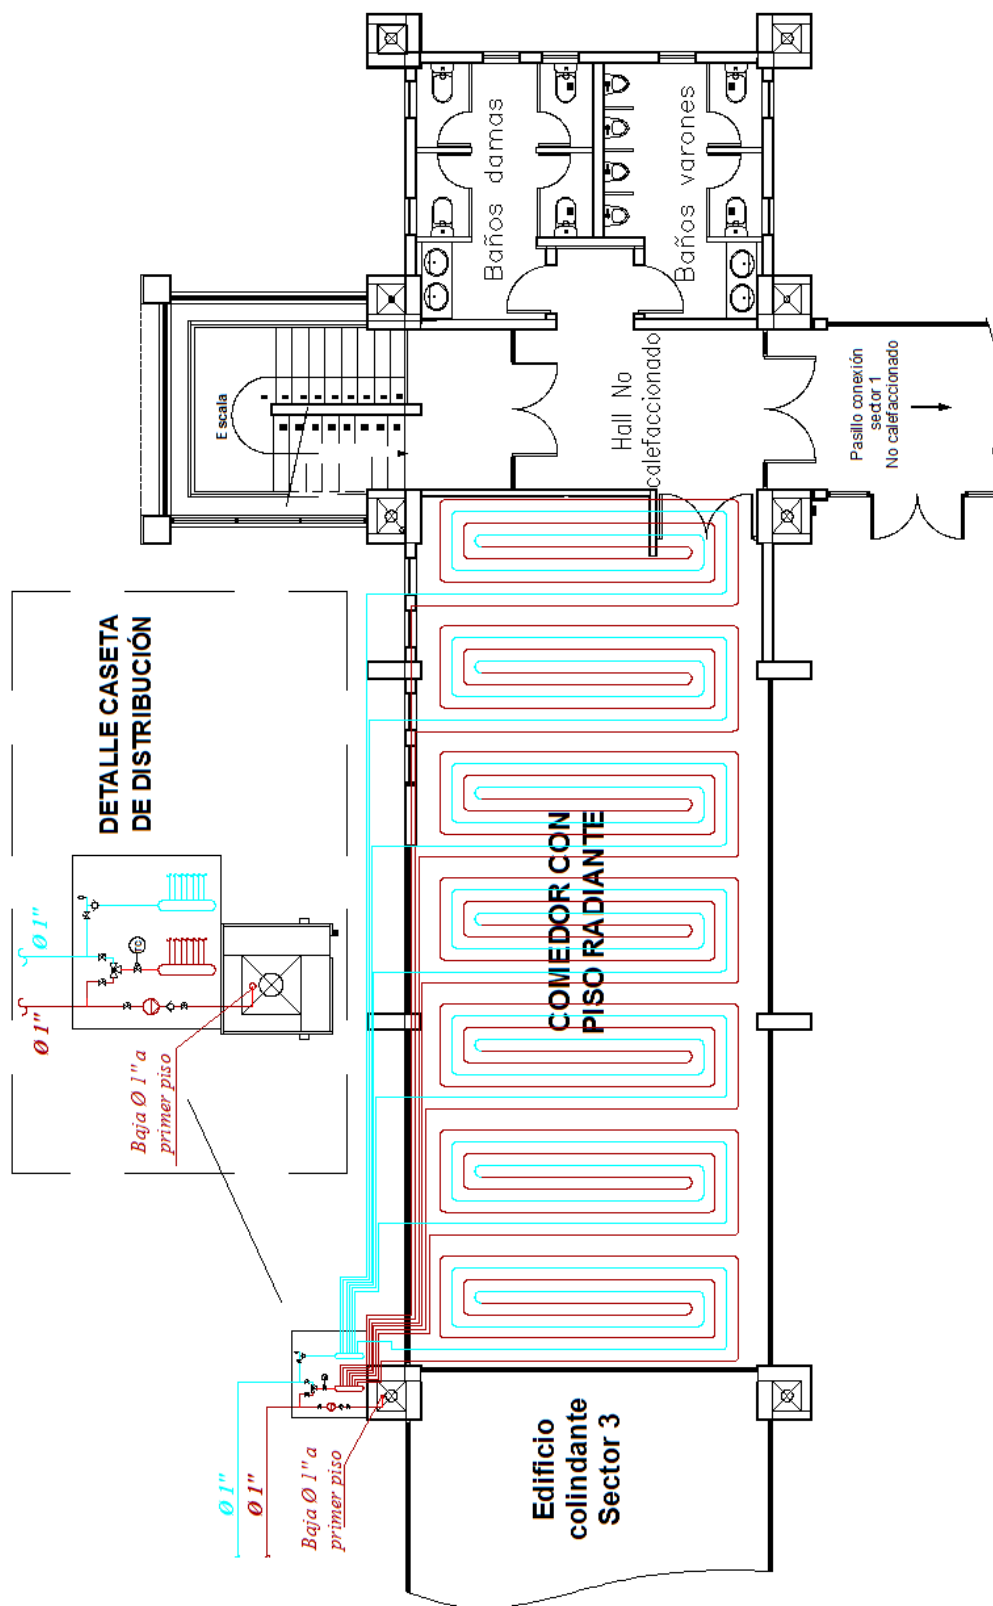 Baños damas
Baños varones
Escala
Hall No
calefaccionado
Pasillo conexión
sector 1
No calefaccionado
DETALLE CASETA
DE DISTRIBUCIÓN
Ø 1"
Ø 1"
TC
Baja Ø 1" a
primer piso
COMEDOR CON
PISO RADIANTE
Ø 1"
Ø 1"
Baja Ø 1" a
primer piso
Edificio
colindante
Sector 3